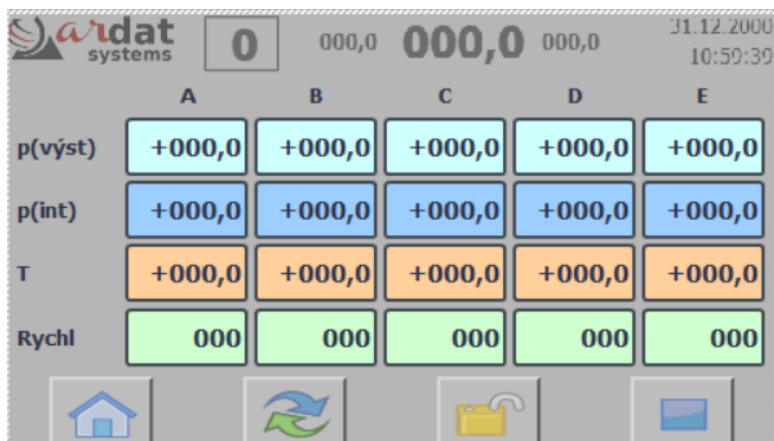 ardat
systems
0 000,0 000,0 000,0
31.12.2000
10:59:39
A B C D E
p(výst) +000,0 +000,0 +000,0 +000,0 +000,0
p(int) +000,0 +000,0 +000,0 +000,0 +000,0
T +000,0 +000,0 +000,0 +000,0 +000,0
Rychl 000 000 000 000 000